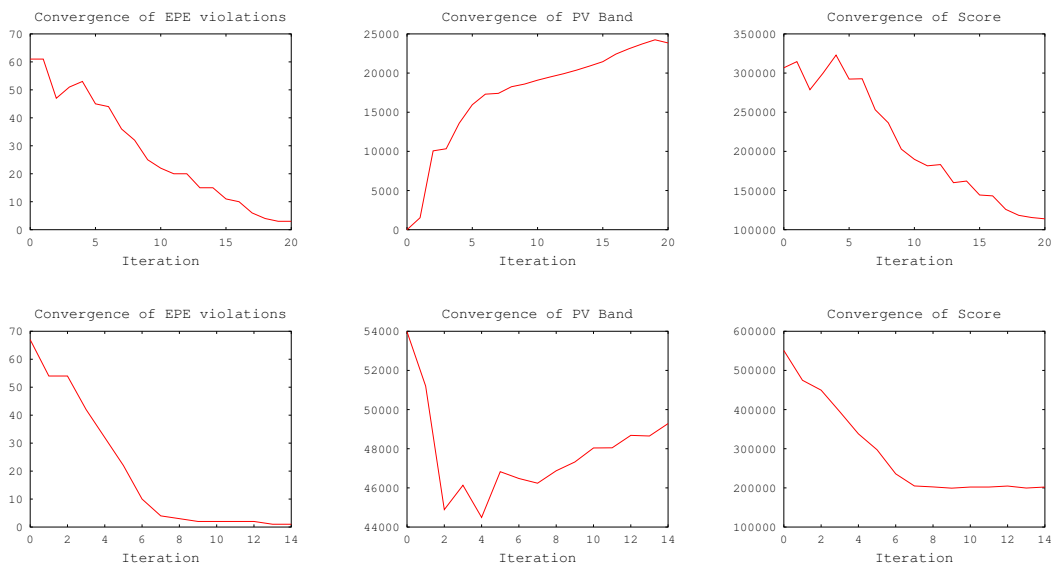 Convergence of EPE violations
70
60
50
40
30
20
10
0
0 5 10 15 20
Iteration
Convergence of PV Band
25000
20000
15000
10000
5000
0
0 5 10 15 20
Iteration
Convergence of Score
350000
300000
250000
200000
150000
100000
0 5 10 15 20
Iteration
Convergence of EPE violations
70
60
50
40
30
20
10
0
0 2 4 6 8 10 12 14
Iteration
Convergence of PV Band
54000
52000
50000
48000
46000
44000
0 2 4 6 8 10 12 14
Iteration
Convergence of Score
600000
500000
400000
300000
200000
100000
0 2 4 6 8 10 12 14
Iteration